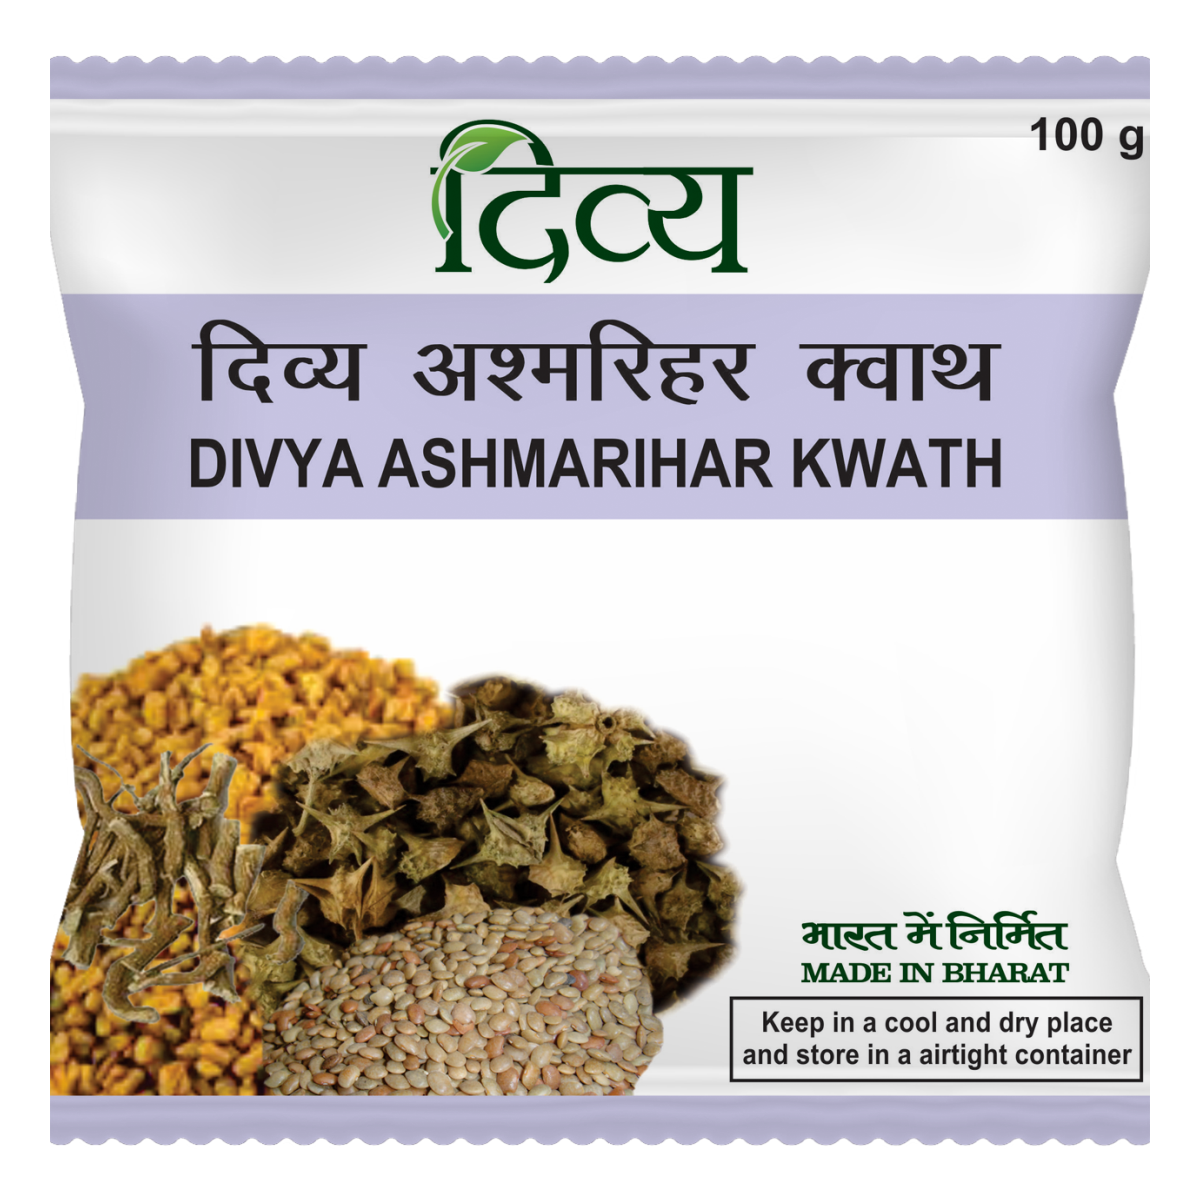 100 g
दिव्य
दिव्य अश्मरिहर क्वाथ
DIVYA ASHMARIHAR KWATH
भारत में निर्मित
MADE IN BHARAT
Keep in a cool and dry place
and store in a airtight container